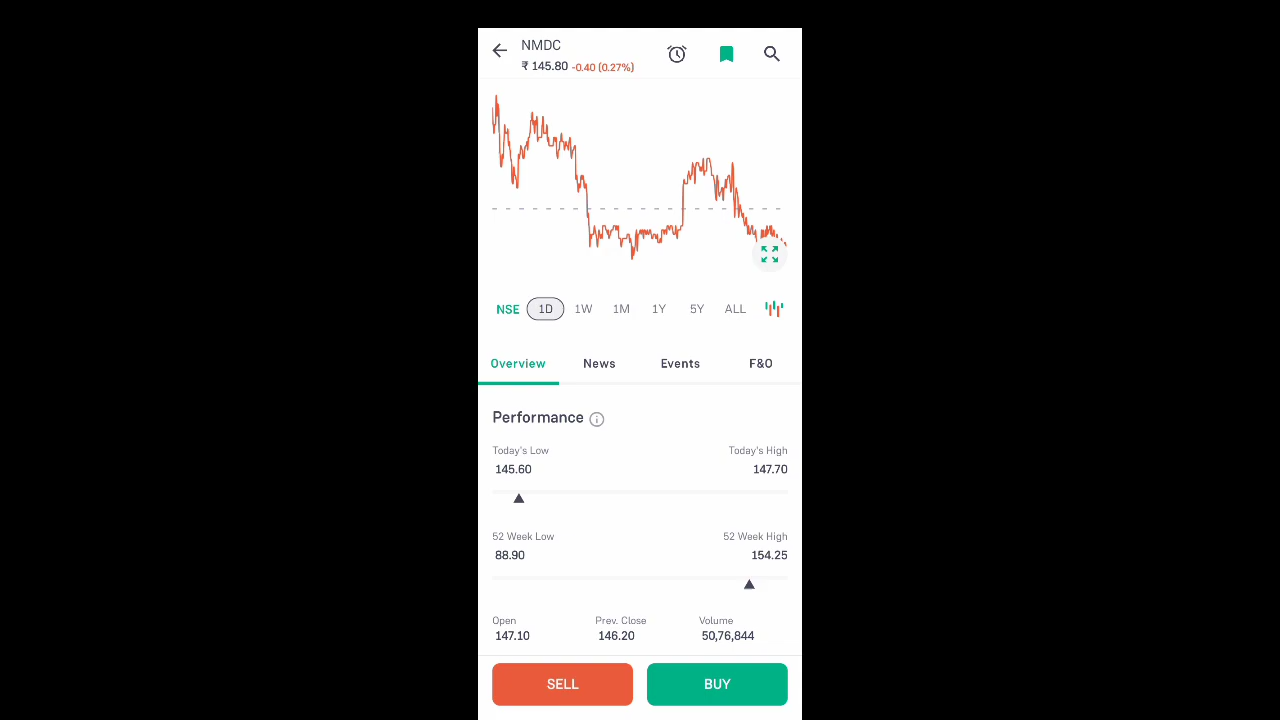 NMDC
₹ 145.80 -0.40 (0.27%)
NSE 1D 1W 1M 1Y 5Y ALL
Overview News Events F&O
Performance
Today's Low Today's High
145.60 147.70
52 Week Low 52 Week High
88.90 154.25
Open Prev. Close Volume
147.10 146.20 50,76,844
SELL BUY